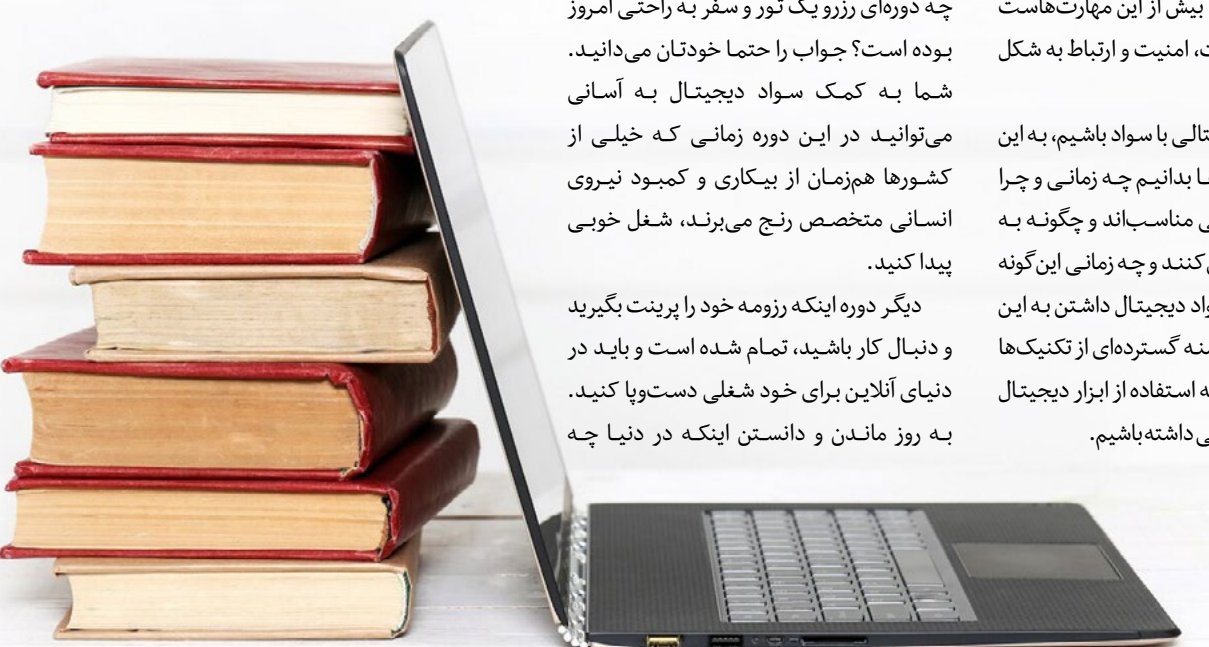 بیش از این مهارت‌هاست
امنیت و ارتباط به شکل
با سواد باشیم، به این
بدانیم چه زمانی و چرا
مناسب‌اند و چگونه به
کنند و چه زمانی این‌گونه
دیجیتال داشتن به این
گسترده‌ای از تکنیک‌ها
استفاده از ابزار دیجیتال
داشته‌باشیم.
چه دوره‌ای رزرو یک تور و سفر به راحتی امروز
بوده است؟ جواب را حتما خودتان می‌دانید.
شما به کمک سواد دیجیتال به آسانی
می‌توانید در این دوره زمانی که خیلی از
کشورها هم‌زمان از بیکاری و کمبود نیروی
انسانی متخصص رنج می‌برند، شغل خوبی
پیدا کنید.
دیگر دوره اینکه رزومه خود را پرینت بگیرید
و دنبال کار باشید، تمام شده است و باید در
دنیای آنلاین برای خود شغلی دست‌وپا کنید.
به روز ماندن و دانستن اینکه در دنیا چه